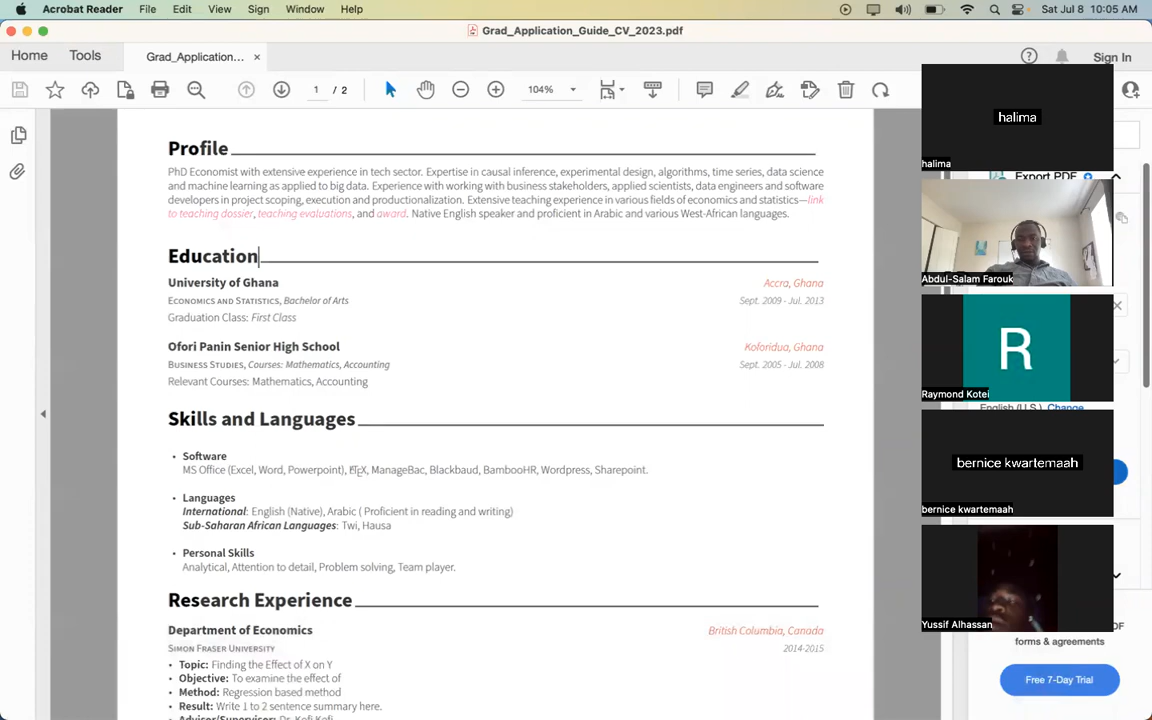 Acrobat Reader File Edit View Sign Window Help Sat Jul 8 10:05 AM
Grad_Application_Guide_CV_2023.pdf
Home Tools Grad_Application... × Sign In
1 / 2 104%
Profile
PhD Economist with extensive experience in tech sector. Expertise in causal inference, experimental design, algorithms, time series, data science
and machine learning as applied to big data. Experience with working with business stakeholders, applied scientists, data engineers and software
developers in project scoping, execution and productionalization. Extensive teaching experience in various fields of economics and statistics—link
to teaching dossier, teaching evaluations, and award. Native English speaker and proficient in Arabic and various West-African languages.
Education
University of Ghana Accra, Ghana
Economics and Statistics, Bachelor of Arts Sept. 2009 - Jul. 2013
Graduation Class: First Class
Ofori Panin Senior High School Koforidua, Ghana
Business Studies, Courses: Mathematics, Accounting Sept. 2005 - Jul. 2008
Relevant Courses: Mathematics, Accounting
Skills and Languages
• Software
MS Office (Excel, Word, Powerpoint), LaTeX, ManageBac, Blackbaud, BambooHR, Wordpress, Sharepoint.
• Languages
International: English (Native), Arabic ( Proficient in reading and writing)
Sub-Saharan African Languages: Twi, Hausa
• Personal Skills
Analytical, Attention to detail, Problem solving, Team player.
Research Experience
Department of Economics British Columbia, Canada
Simon Fraser University 2014-2015
• Topic: Finding the Effect of X on Y
• Objective: To examine the effect of
• Method: Regression based method
• Result: Write 1 to 2 sentence summary here.
• Advisor/Supervisor: Dr. Kofi Kofi
halima
halima
Export PDF
Abdul-Salam Farouk
R
Raymond Kotei
English (U.S.) Change
bernice kwartemaah
bernice kwartemaah
Yussif Alhassan
forms & agreements
Free 7-Day Trial